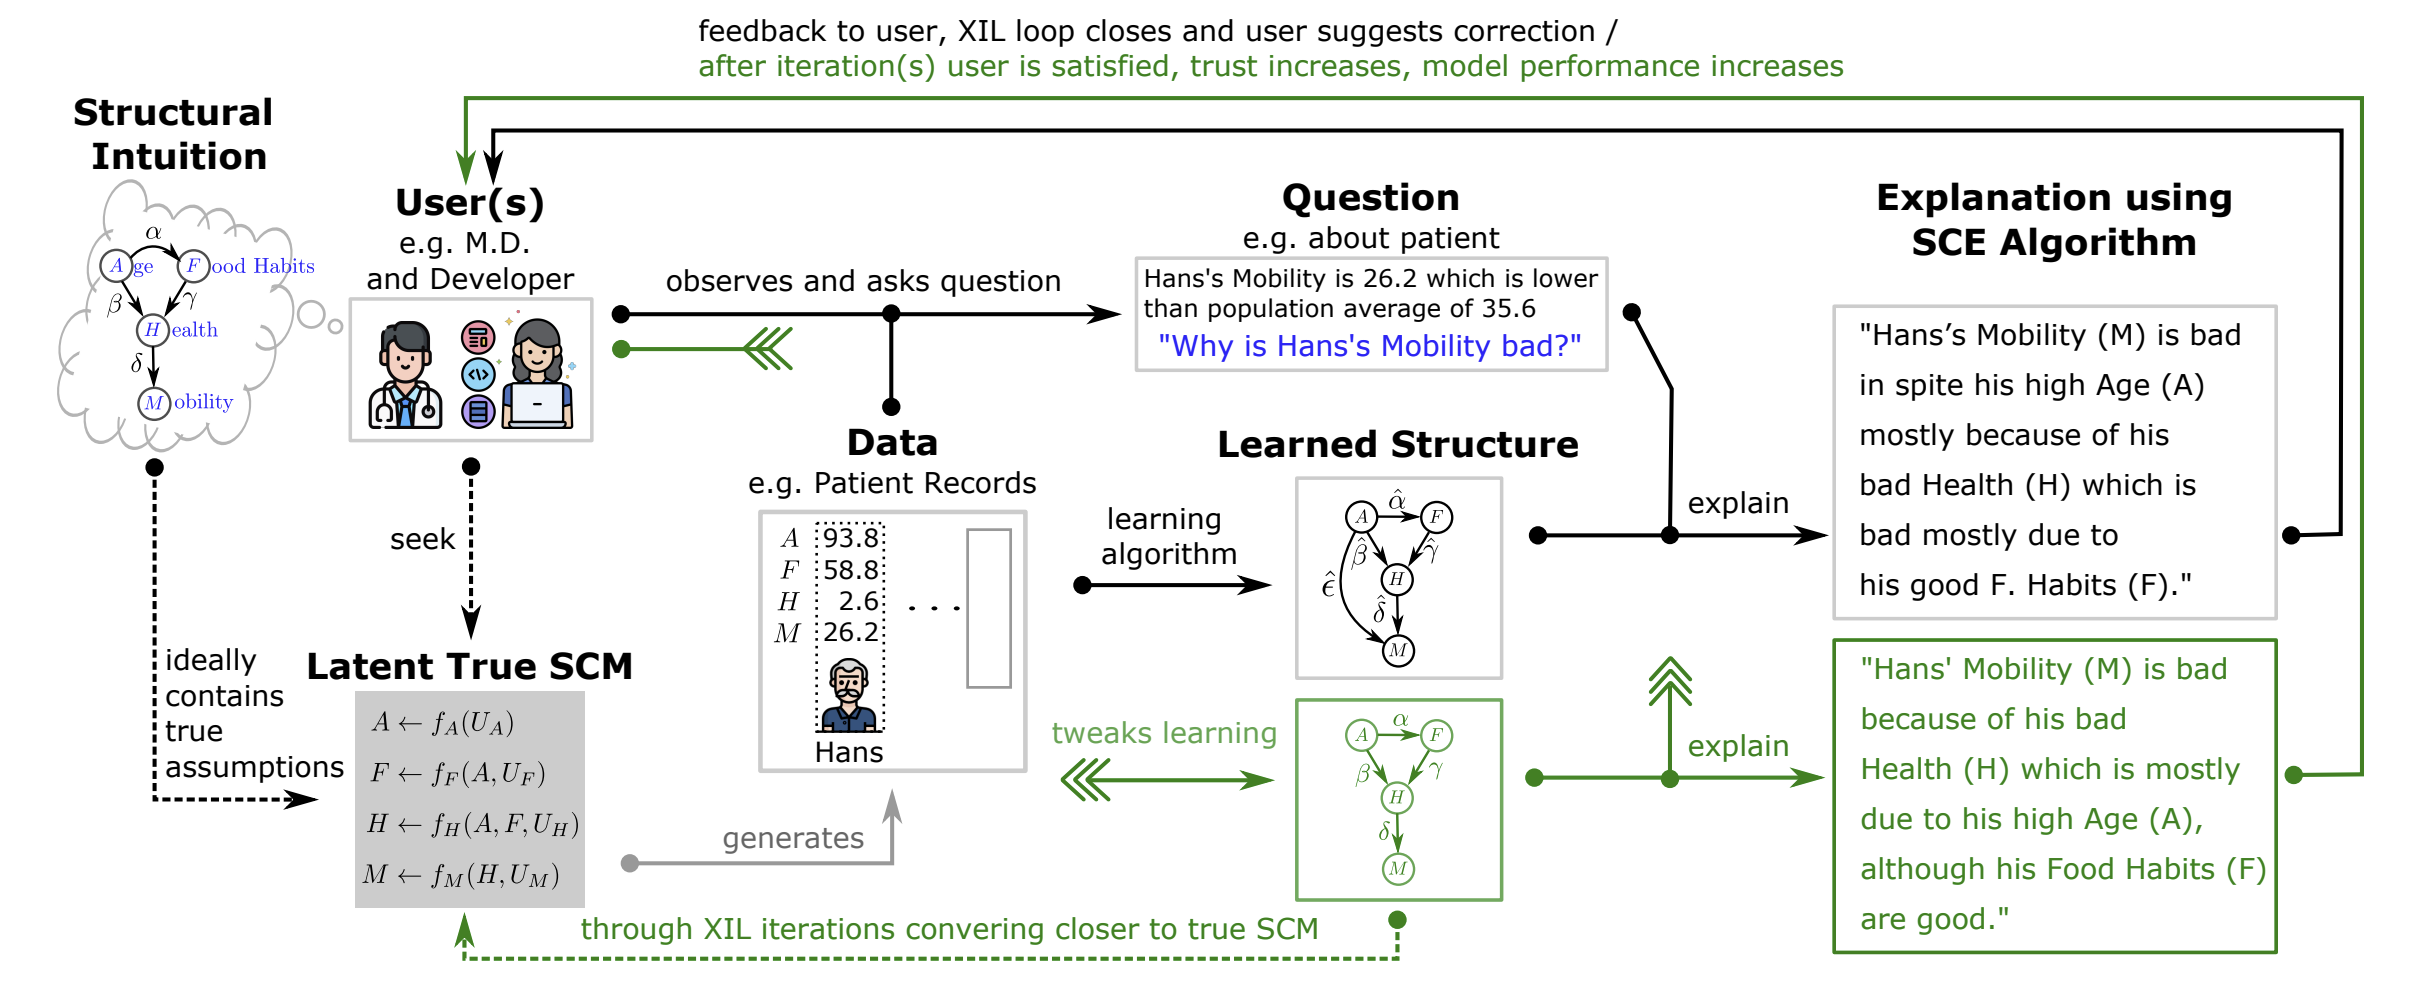 feedback to user, XIL loop closes and user suggests correction /
after iteration(s) user is satisfied, trust increases, model performance increases
Structural
Intuition
α
Age
Food Habits
β
γ
Health
δ
Mobility
User(s)
e.g. M.D.
and Developer
observes and asks question
Question
e.g. about patient
Hans's Mobility is 26.2 which is lower
than population average of 35.6
"Why is Hans's Mobility bad?"
Explanation using
SCE Algorithm
"Hans’s Mobility (M) is bad
in spite his high Age (A)
mostly because of his
bad Health (H) which is
bad mostly due to
his good F. Habits (F)."
seek
ideally
contains
true
assumptions
Latent True SCM
A ← f_A(U_A)
F ← f_F(A, U_F)
H ← f_H(A, F, U_H)
M ← f_M(H, U_M)
generates
Data
e.g. Patient Records
A 93.8
F 58.8
H 2.6
M 26.2
. . .
Hans
learning
algorithm
Learned Structure
α̂
A
F
β̂
γ̂
ϵ̂
H
δ̂
M
explain
tweaks learning
α
A
F
β
γ
H
δ
M
explain
"Hans' Mobility (M) is bad
because of his bad
Health (H) which is mostly
due to his high Age (A),
although his Food Habits (F)
are good."
through XIL iterations convering closer to true SCM